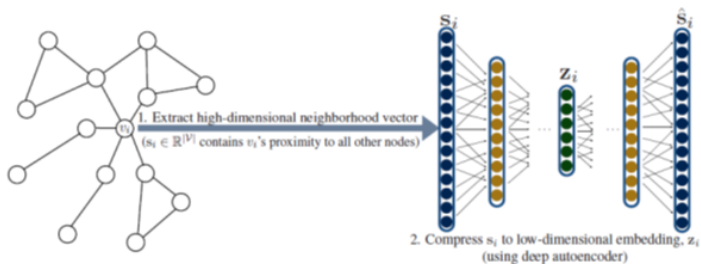 s_i
ŝ_i
z_i
v_i
1. Extract high-dimensional neighborhood vector
(s_i ∈ ℝ^|V| contains v_i's proximity to all other nodes)
2. Compress s_i to low-dimensional embedding, z_i
(using deep autoencoder)